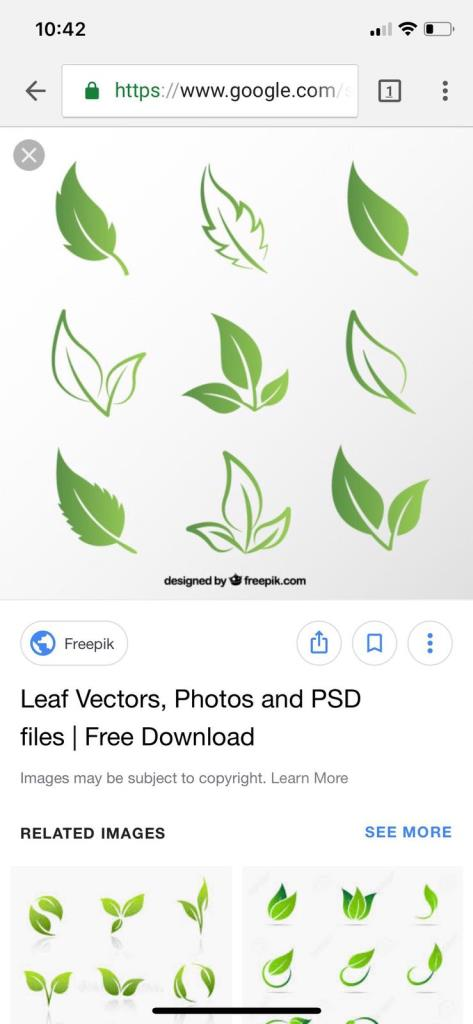 10:42
https://www.google.com/s
1
designed by freepik.com
Freepik
Leaf Vectors, Photos and PSD
files | Free Download
Images may be subject to copyright. Learn More
RELATED IMAGES
SEE MORE